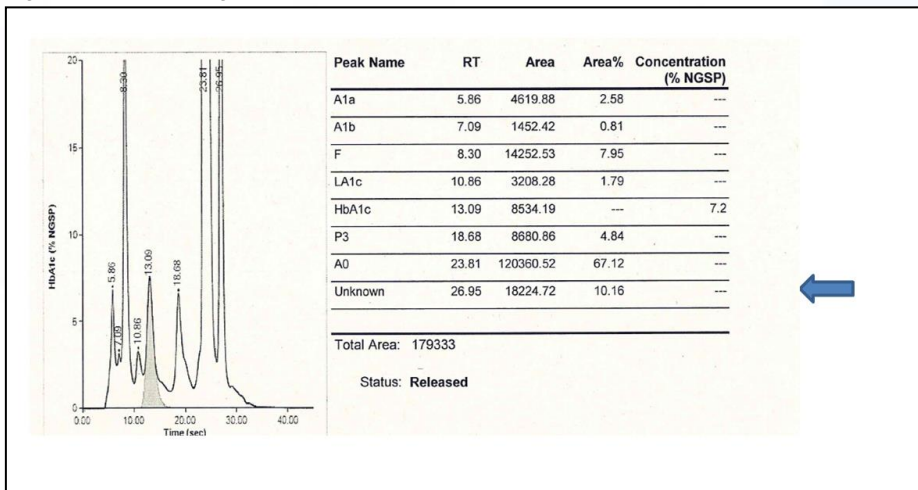 Peak Name RT Area Area% Concentration
(% NGSP)
A1a 5.86 4619.88 2.58 ---
A1b 7.09 1452.42 0.81 ---
F 8.30 14252.53 7.95 ---
LA1c 10.86 3208.28 1.79 ---
HbA1c 13.09 8534.19 --- 7.2
P3 18.68 8680.86 4.84 ---
A0 23.81 120360.52 67.12 ---
Unknown 26.95 18224.72 10.16 ---
Total Area: 179333
Status: Released
HbA1c (% NGSP)
20
15
10
5
0
5.86
7.09
8.30
10.86
13.09
18.68
23.81
26.95
0.00 10.00 20.00 30.00 40.00
Time (sec)